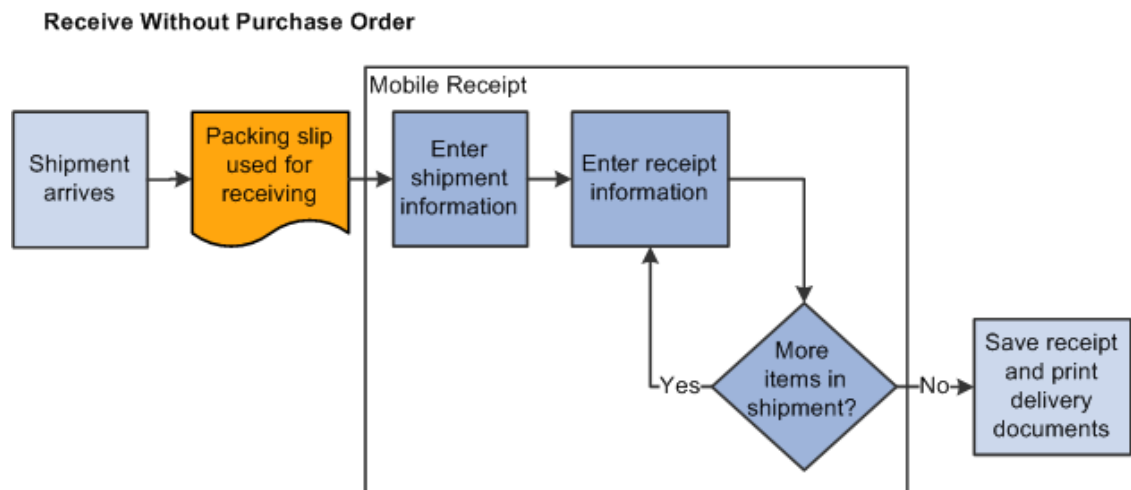 Receive Without Purchase Order
Mobile Receipt
Shipment
arrives
Packing slip
used for
receiving
Enter
shipment
information
Enter receipt
information
More
items in
shipment?
Yes
No
Save receipt
and print
delivery
documents